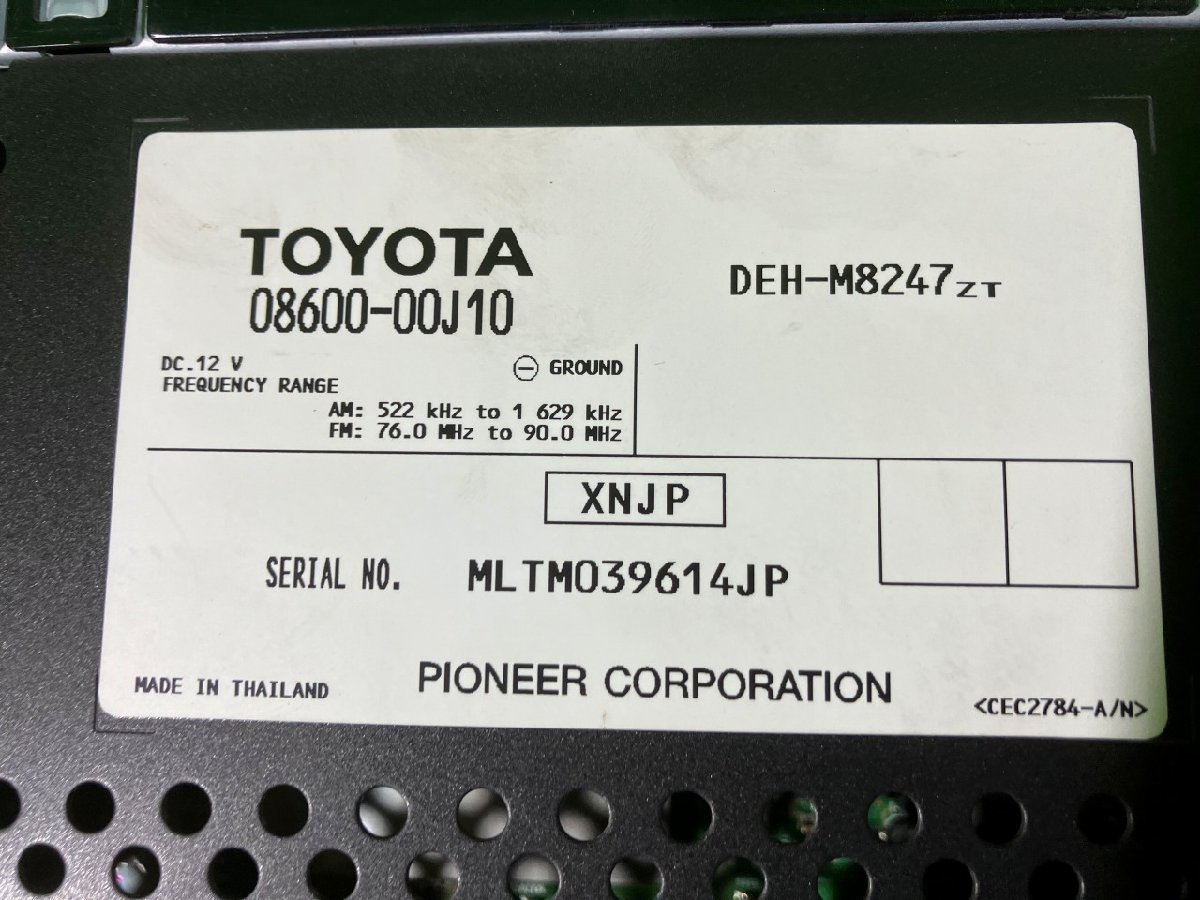 TOYOTA
08600-00J10
DEH-M8247ZT
DC.12 V
⊖ GROUND
FREQUENCY RANGE
AM: 522 kHz to 1 629 kHz
FM: 76.0 MHz to 90.0 MHz
XNJP
SERIAL NO. MLTM039614JP
MADE IN THAILAND
PIONEER CORPORATION
<CEC2784-A/N>